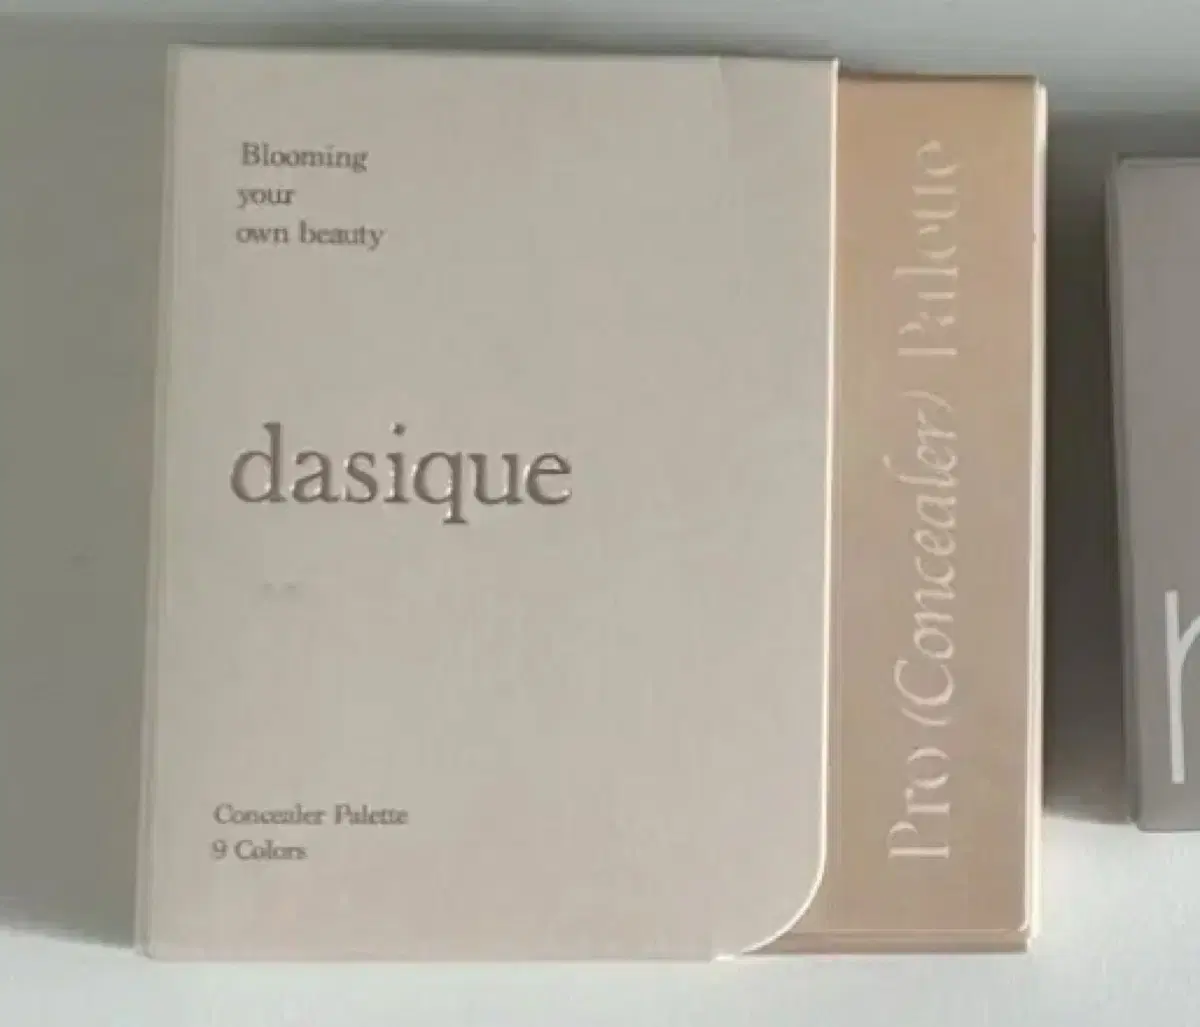 Blooming
your
own beauty
dasique
Concealer Palette
9 Colors
Pro (Concealer) Palette